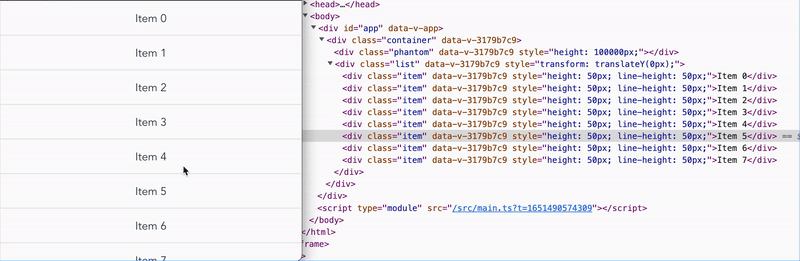 Item 0
Item 1
Item 2
Item 3
Item 4
Item 5
Item 6
Item 7
<head>…</head>
<body>
<div id="app" data-v-app>
<div class="container" data-v-3179b7c9>
<div class="phantom" data-v-3179b7c9 style="height: 100000px;"></div>
<div class="list" data-v-3179b7c9 style="transform: translateY(0px);">
<div class="item" data-v-3179b7c9 style="height: 50px; line-height: 50px;">Item 0</div>
<div class="item" data-v-3179b7c9 style="height: 50px; line-height: 50px;">Item 1</div>
<div class="item" data-v-3179b7c9 style="height: 50px; line-height: 50px;">Item 2</div>
<div class="item" data-v-3179b7c9 style="height: 50px; line-height: 50px;">Item 3</div>
<div class="item" data-v-3179b7c9 style="height: 50px; line-height: 50px;">Item 4</div>
<div class="item" data-v-3179b7c9 style="height: 50px; line-height: 50px;">Item 5</div> == $
<div class="item" data-v-3179b7c9 style="height: 50px; line-height: 50px;">Item 6</div>
<div class="item" data-v-3179b7c9 style="height: 50px; line-height: 50px;">Item 7</div>
</div>
</div>
</div>
<script type="module" src="/src/main.ts?t=1651490574309"></script>
</body>
</html>
frame>
>